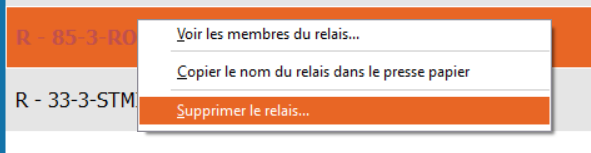 R - 85-3-RO
Voir les membres du relais...
Copier le nom du relais dans le presse papier
R - 33-3-STM
Supprimer le relais...